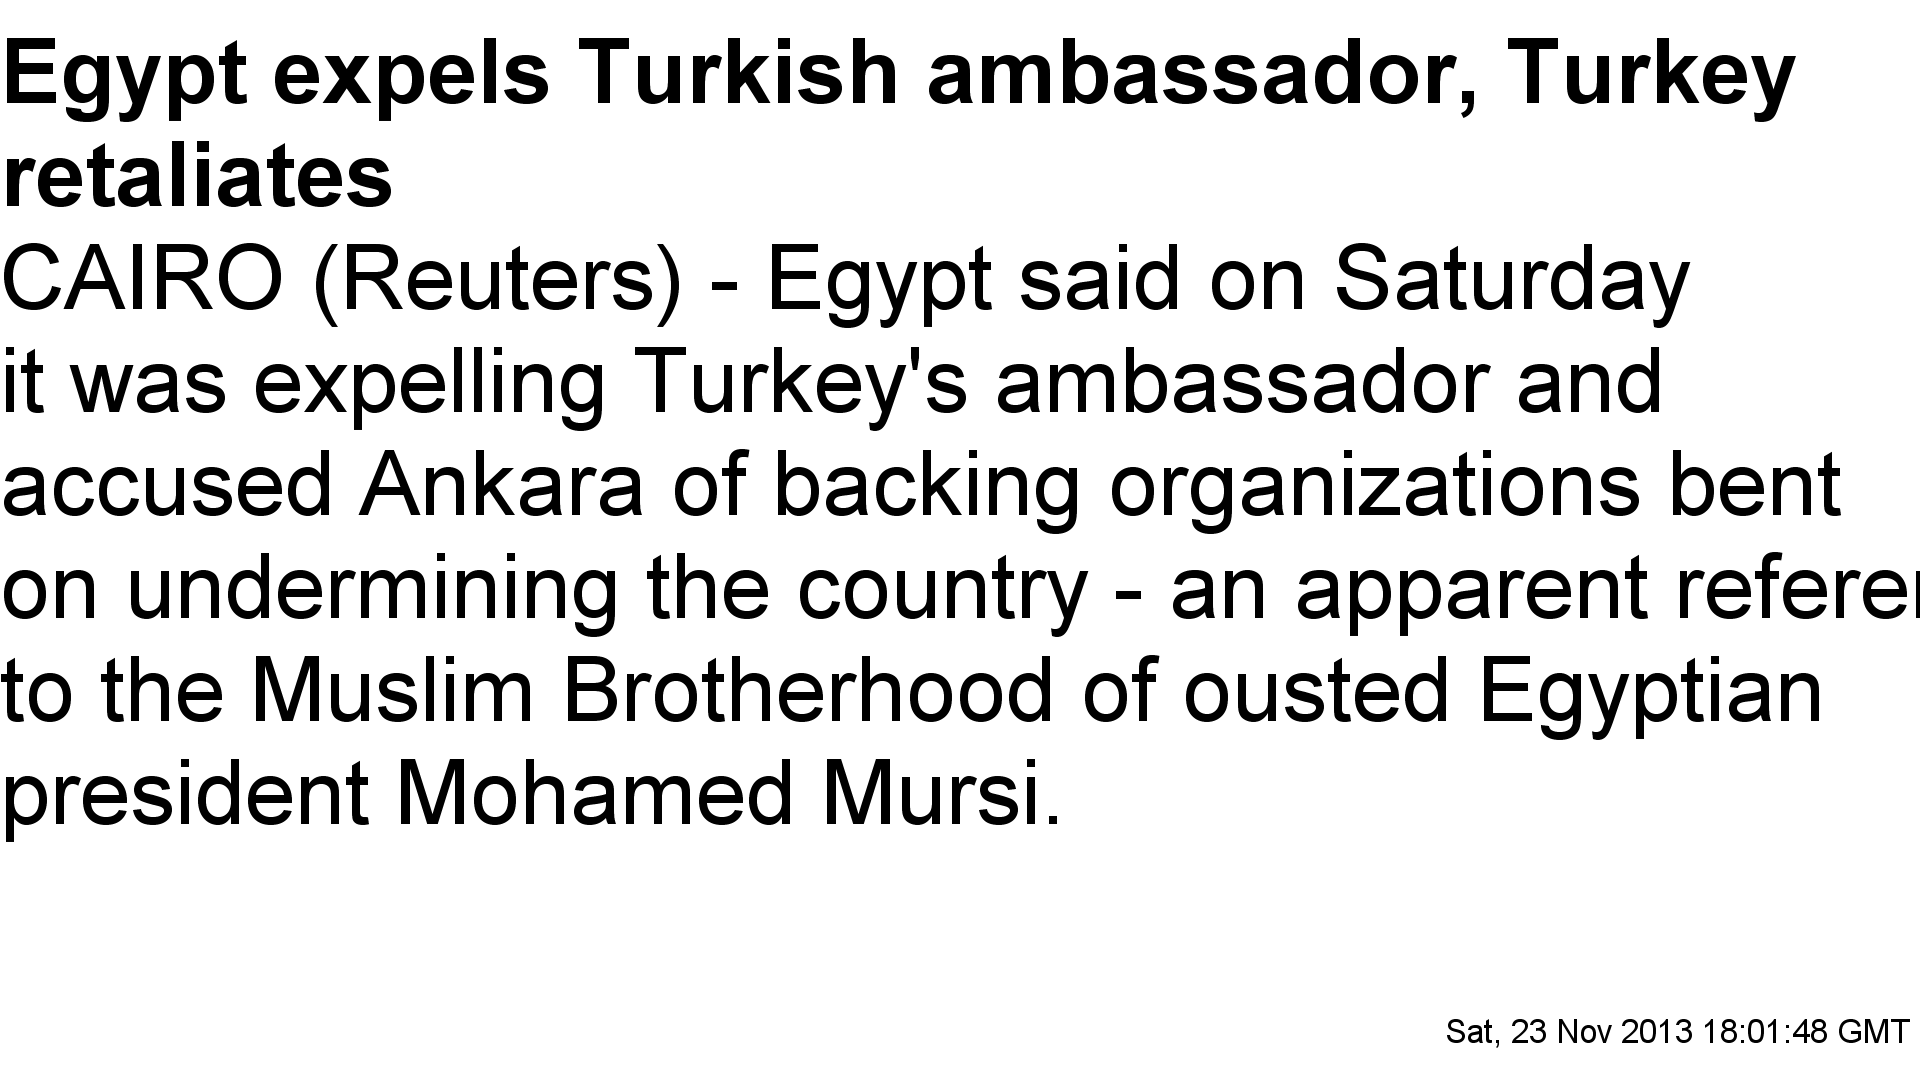 Egypt expels Turkish ambassador, Turkey
retaliates
CAIRO (Reuters) - Egypt said on Saturday
it was expelling Turkey's ambassador and
accused Ankara of backing organizations bent
on undermining the country - an apparent referen
to the Muslim Brotherhood of ousted Egyptian
president Mohamed Mursi.
Sat, 23 Nov 2013 18:01:48 GMT